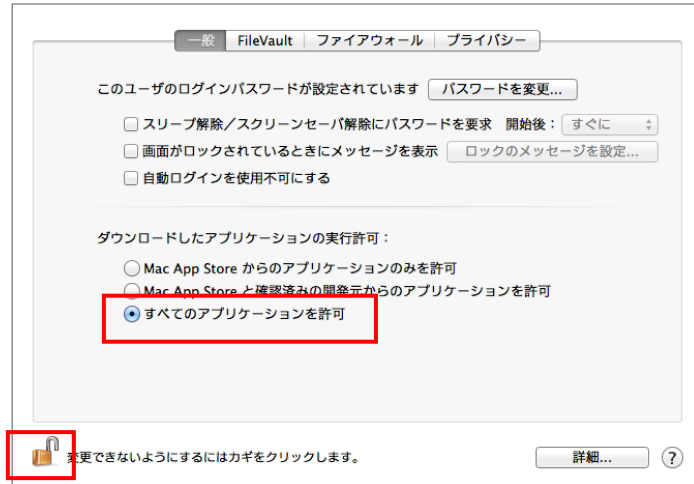 一般 FileVault ファイアウォール プライバシー
このユーザのログインパスワードが設定されています パスワードを変更...
スリープ解除／スクリーンセーバ解除にパスワードを要求 開始後： すぐに
画面がロックされているときにメッセージを表示 ロックのメッセージを設定...
自動ログインを使用不可にする
ダウンロードしたアプリケーションの実行許可：
Mac App Store からのアプリケーションのみを許可
Mac App Store と確認済みの開発元からのアプリケーションを許可
すべてのアプリケーションを許可
変更できないようにするにはカギをクリックします。 詳細... ?